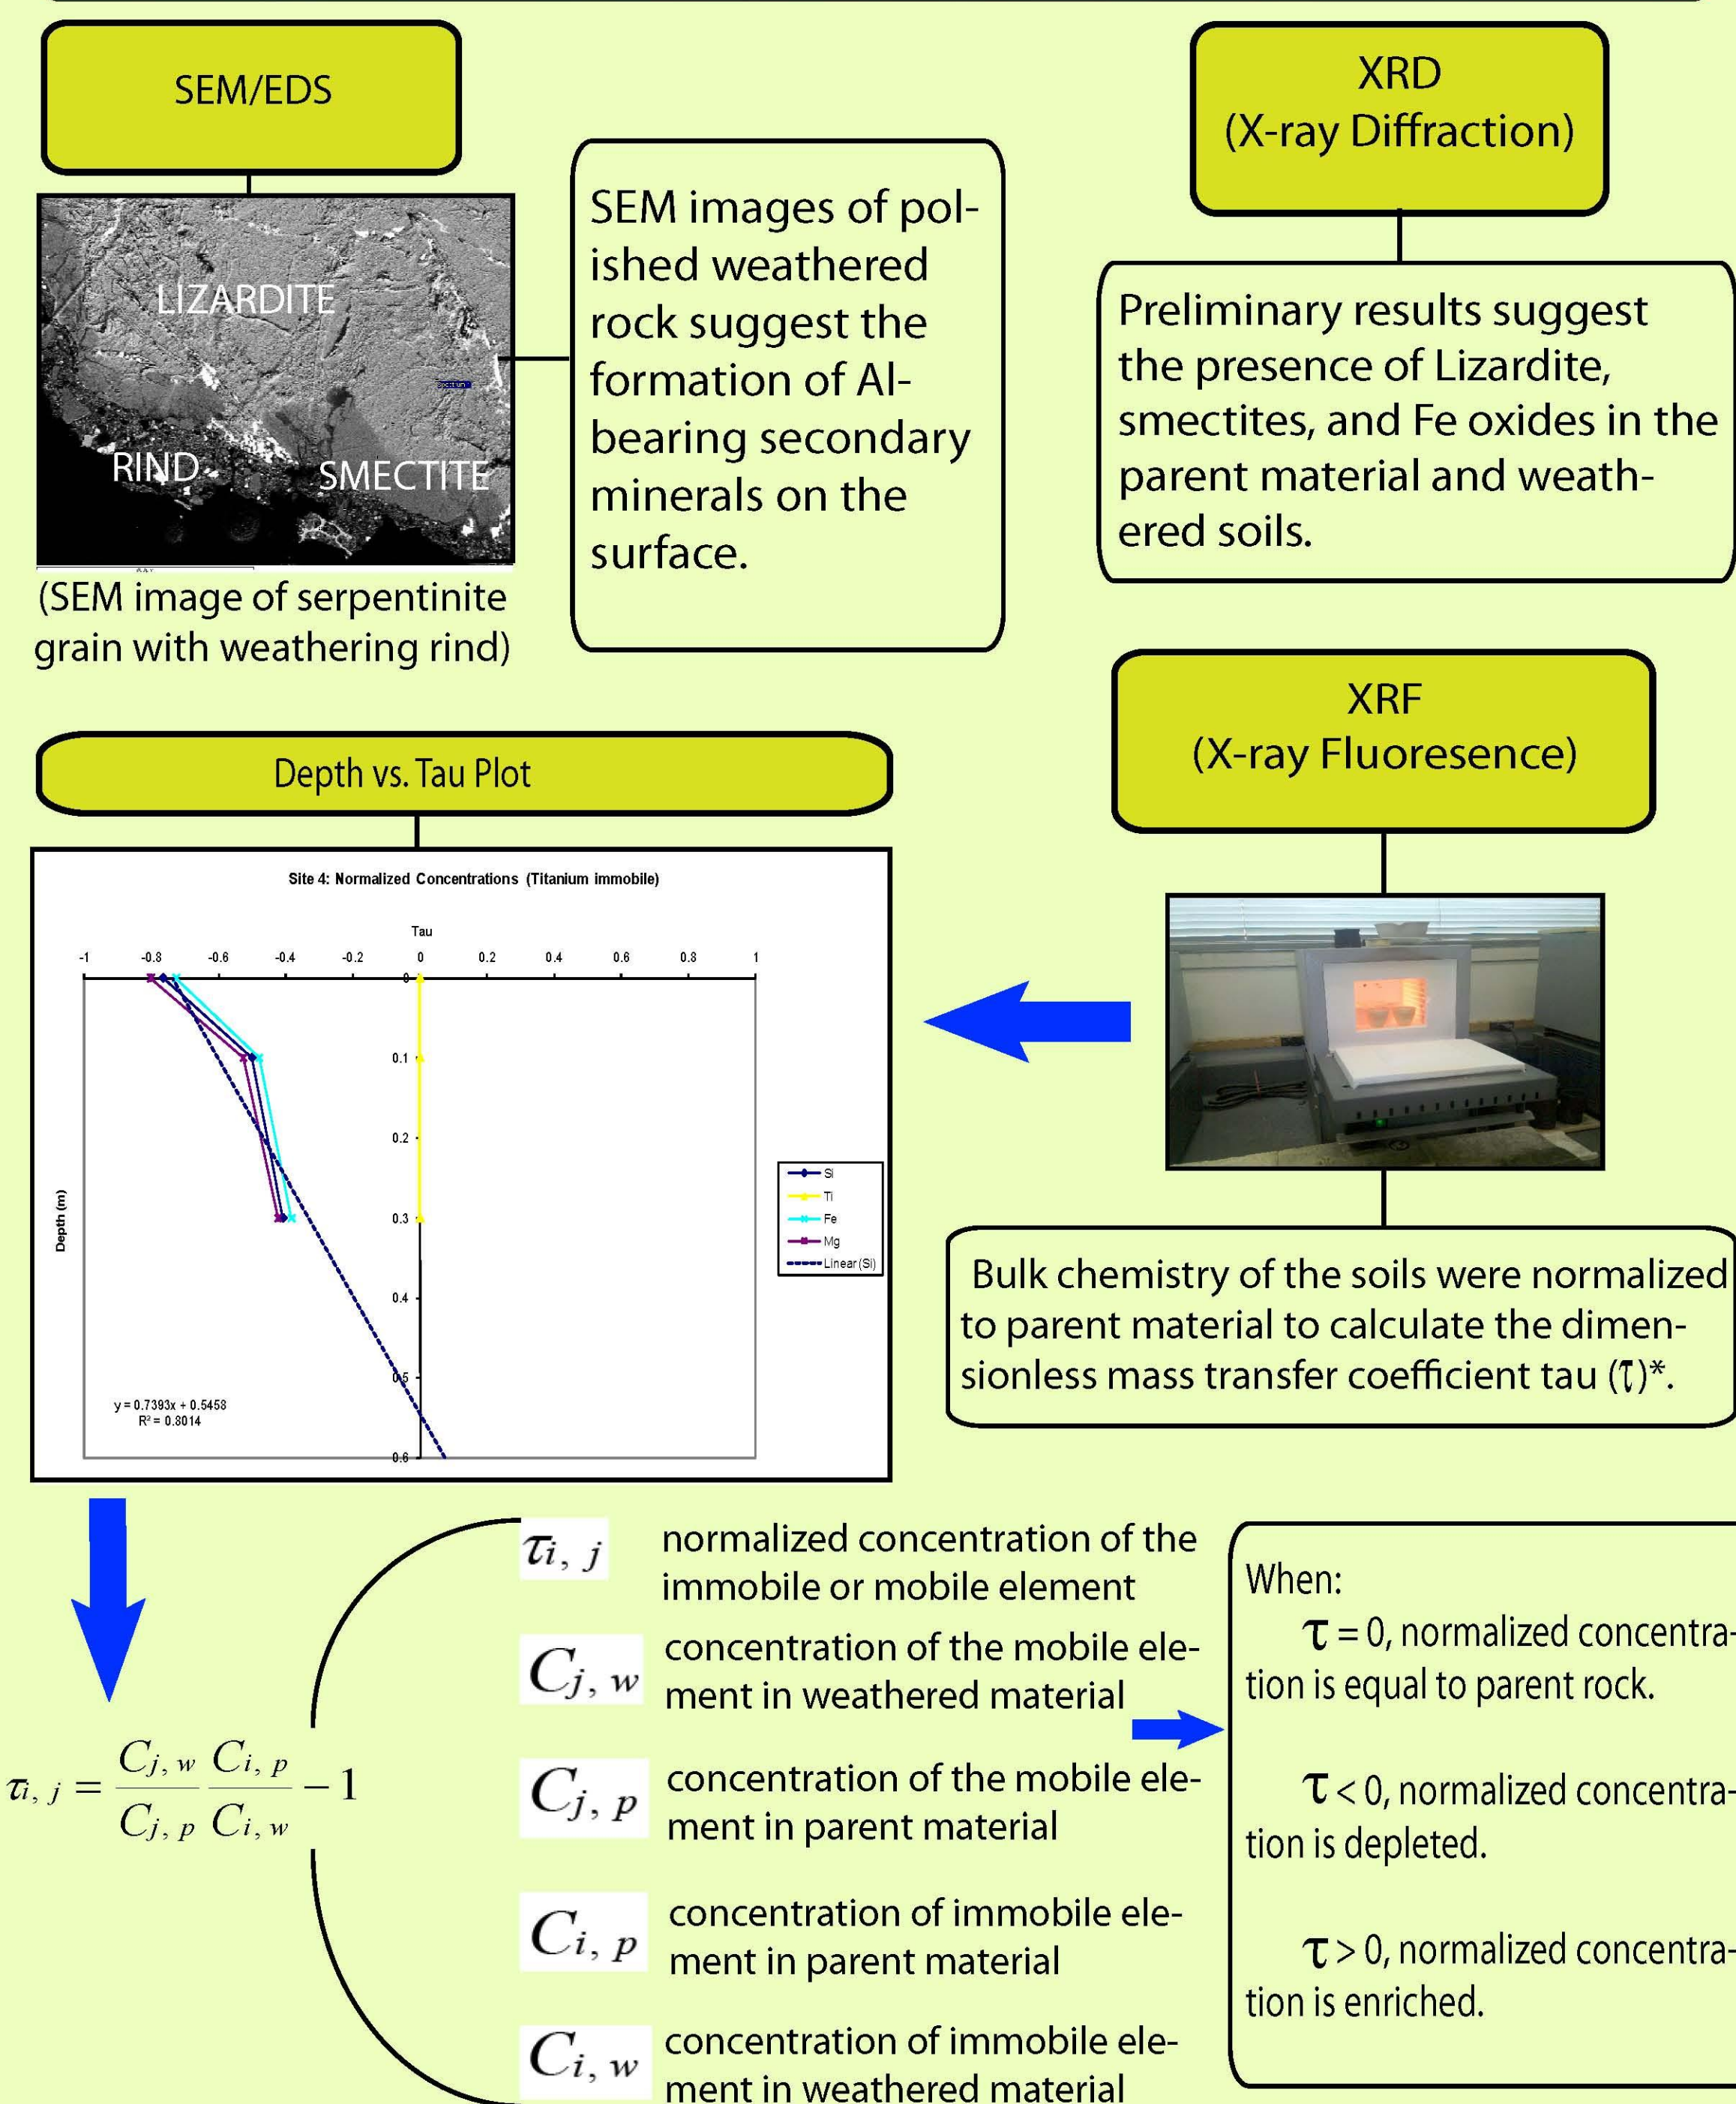 SEM/EDS
LIZARDITE
RIND
SMECTITE
(SEM image of serpentinite
grain with weathering rind)
SEM images of pol-
ished weathered
rock suggest the
formation of Al-
bearing secondary
minerals on the
surface.
XRD
(X-ray Diffraction)
Preliminary results suggest
the presence of Lizardite,
smectites, and Fe oxides in the
parent material and weath-
ered soils.
XRF
(X-ray Fluoresence)
Bulk chemistry of the soils were normalized
to parent material to calculate the dimen-
sionless mass transfer coefficient tau (τ)*.
Depth vs. Tau Plot
Site 4: Normalized Concentrations (Titanium immobile)
Tau
-1 -0.8 -0.6 -0.4 -0.2 0 0.2 0.4 0.6 0.8 1
0
0.1
0.2
0.3
0.4
0.5
0.6
Depth (m)
Si
Ti
Fe
Mg
Linear (Si)
y = 0.7393x + 0.5458
R² = 0.8014
τi, j = Cj, w Ci, p / Cj, p Ci, w − 1
τi, j normalized concentration of the
immobile or mobile element
Cj, w concentration of the mobile ele-
ment in weathered material
Cj, p concentration of the mobile ele-
ment in parent material
Ci, p concentration of immobile ele-
ment in parent material
Ci, w concentration of immobile ele-
ment in weathered material
When:
τ = 0, normalized concentra-
tion is equal to parent rock.
τ < 0, normalized concentra-
tion is depleted.
τ > 0, normalized concentra-
tion is enriched.